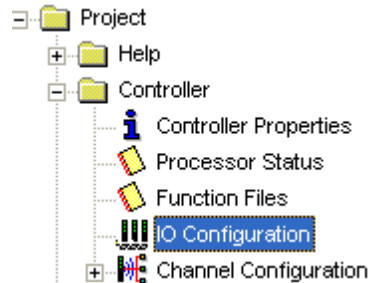 Project
Help
Controller
Controller Properties
Processor Status
Function Files
IO Configuration
Channel Configuration